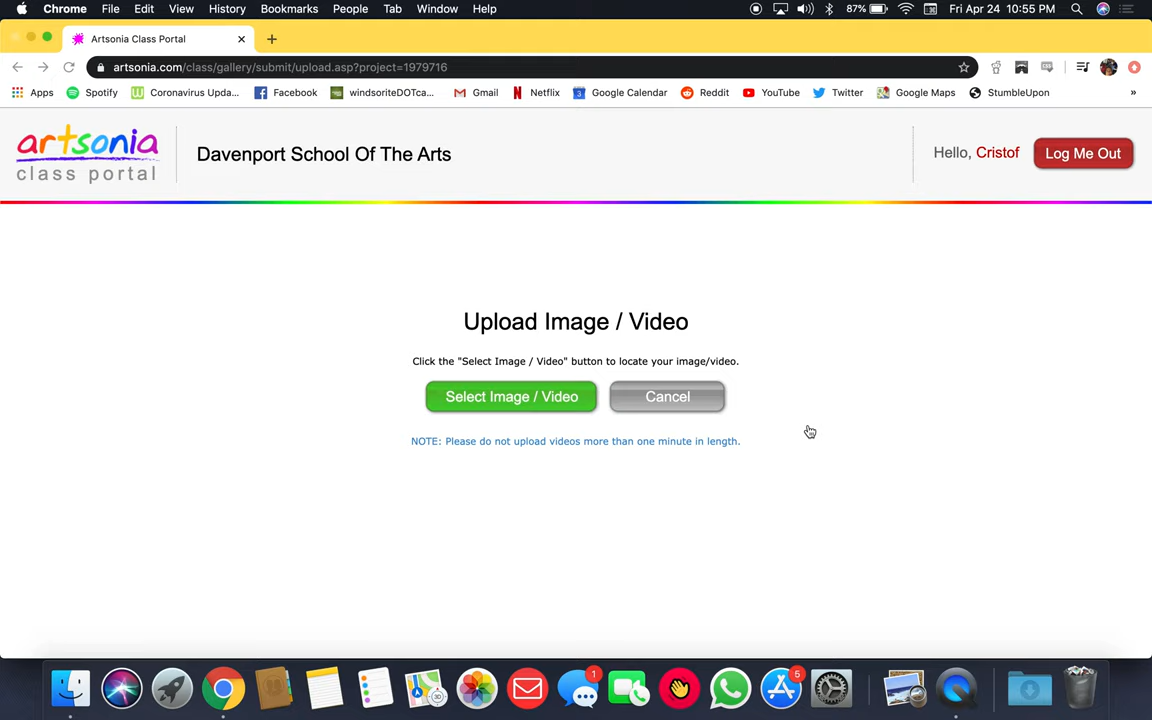 Chrome File Edit View History Bookmarks People Tab Window Help 87% Fri Apr 24 10:55 PM
Artsonia Class Portal
artsonia.com/class/gallery/submit/upload.asp?project=1979716
Apps Spotify Coronavirus Upda... Facebook windsoriteDOTca... Gmail Netflix Google Calendar Reddit YouTube Twitter Google Maps StumbleUpon »
artsonia
class portal
Davenport School Of The Arts
Hello, Cristof
Log Me Out
Upload Image / Video
Click the "Select Image / Video" button to locate your image/video.
Select Image / Video Cancel
NOTE: Please do not upload videos more than one minute in length.
1
5